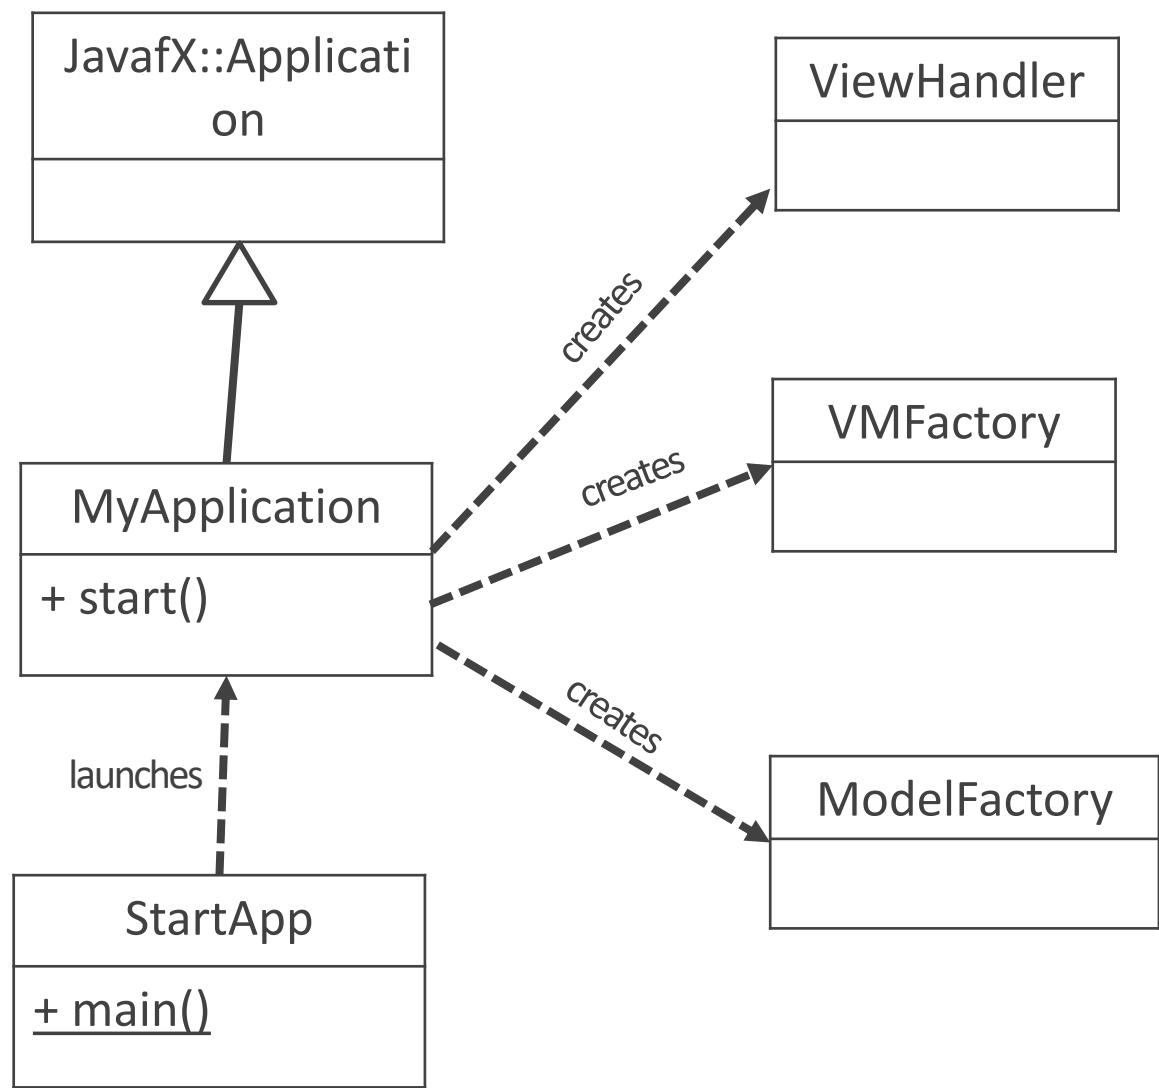 JavafX::Applicati
on
ViewHandler
creates
VMFactory
creates
MyApplication
+ start()
creates
launches
ModelFactory
StartApp
+ main()